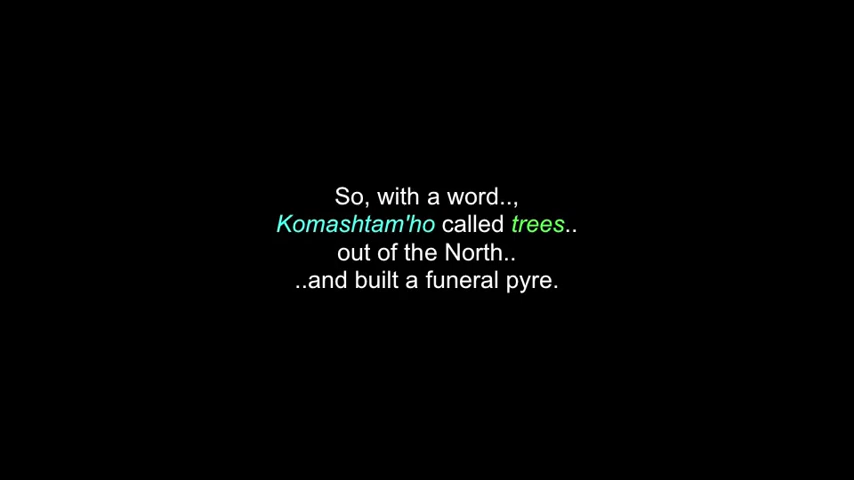 So, with a word..,
Komashtam'ho called trees..
out of the North..
..and built a funeral pyre.